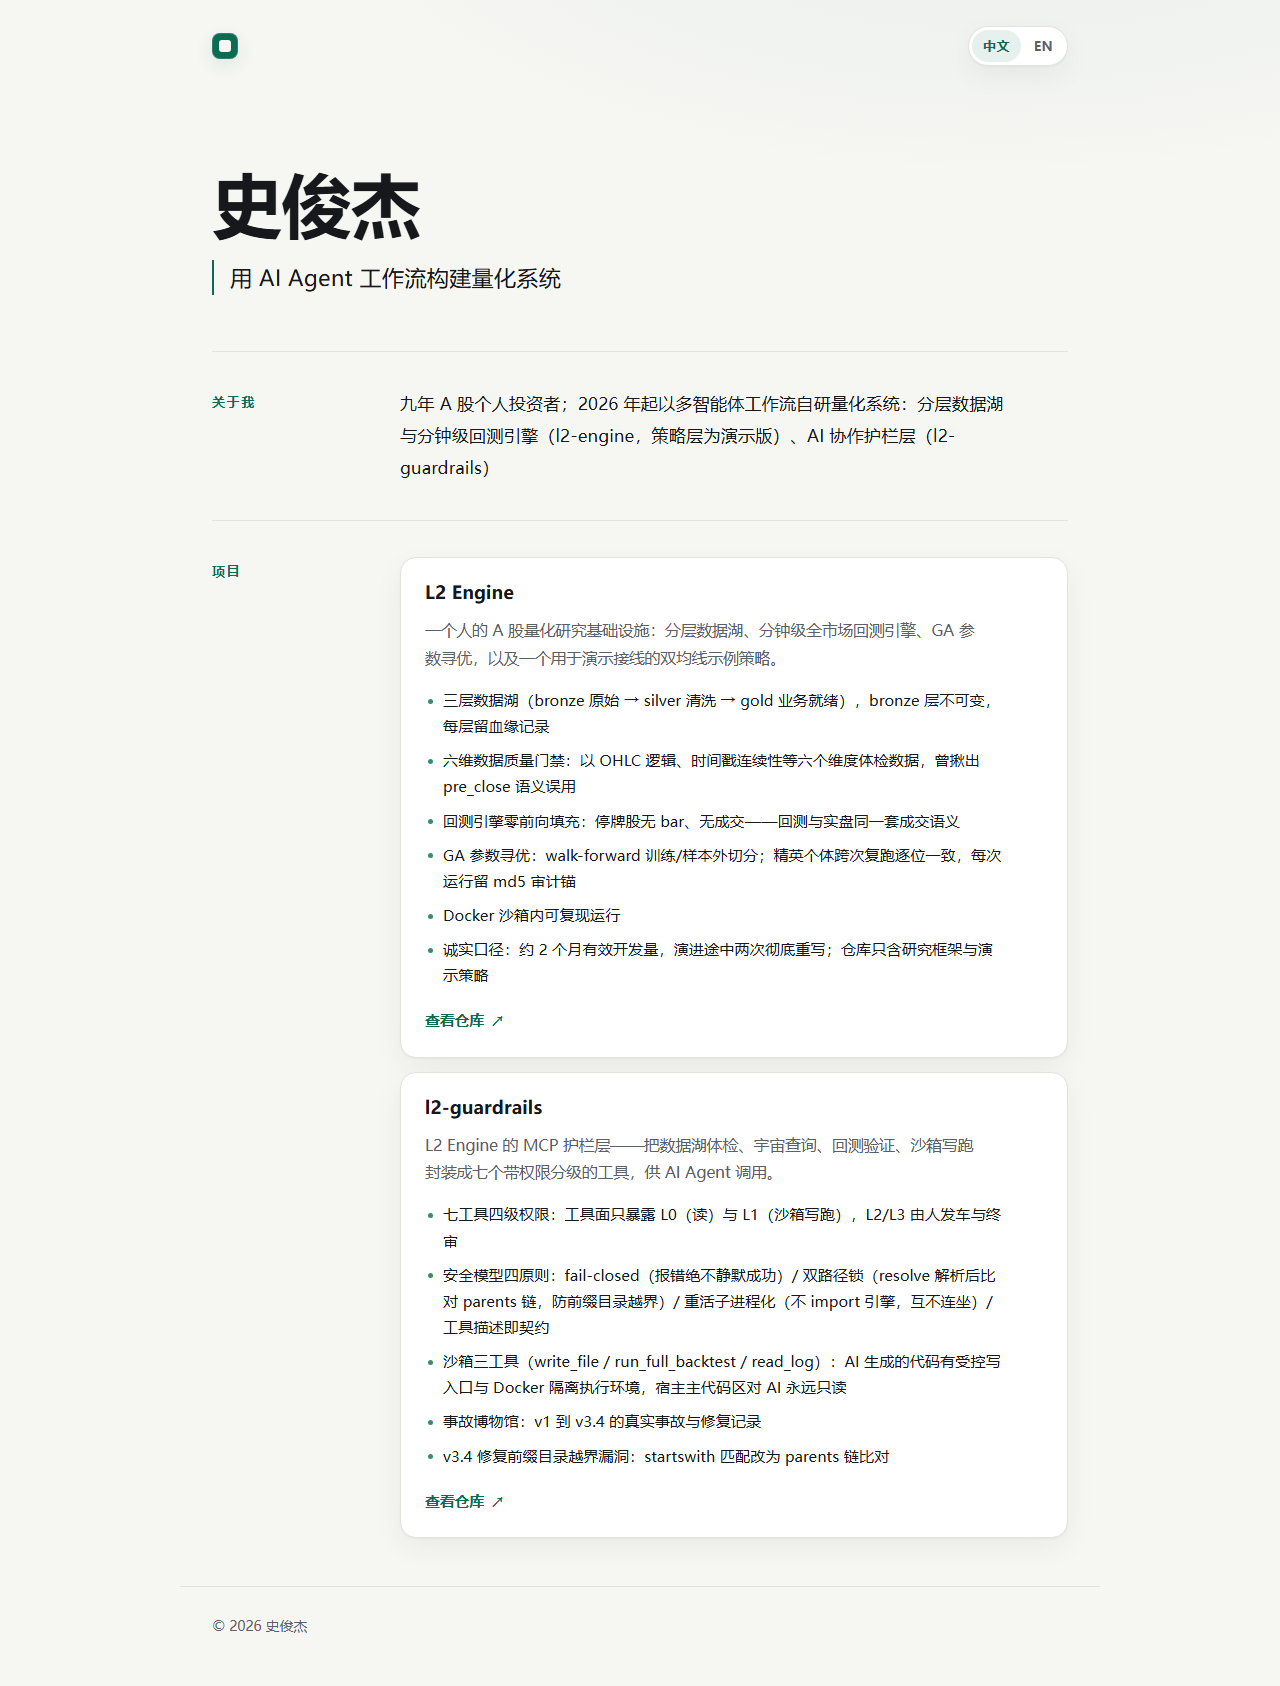 中文 EN
史俊杰
用 AI Agent 工作流构建量化系统
关于我
九年 A 股个人投资者；2026 年起以多智能体工作流自研量化系统：分层数据湖
与分钟级回测引擎（l2-engine，策略层为演示版）、AI 协作护栏层（l2-
guardrails）
项目
L2 Engine
一个人的 A 股量化研究基础设施：分层数据湖、分钟级全市场回测引擎、GA 参
数寻优，以及一个用于演示接线的双均线示例策略。
三层数据湖（bronze 原始 → silver 清洗 → gold 业务就绪），bronze 层不可变，
每层留血缘记录
六维数据质量门禁：以 OHLC 逻辑、时间戳连续性等六个维度体检数据，曾揪出
pre_close 语义误用
回测引擎零前向填充：停牌股无 bar、无成交——回测与实盘同一套成交语义
GA 参数寻优：walk-forward 训练/样本外切分；精英个体跨次复跑逐位一致，每次
运行留 md5 审计锚
Docker 沙箱内可复现运行
诚实口径：约 2 个月有效开发量，演进途中两次彻底重写；仓库只含研究框架与演
示策略
查看仓库 ↗
l2-guardrails
L2 Engine 的 MCP 护栏层——把数据湖体检、宇宙查询、回测验证、沙箱写跑
封装成七个带权限分级的工具，供 AI Agent 调用。
七工具四级权限：工具面只暴露 L0（读）与 L1（沙箱写跑），L2/L3 由人发车与终
审
安全模型四原则：fail-closed（报错绝不静默成功）/ 双路径锁（resolve 解析后比
对 parents 链，防前缀目录越界）/ 重活子进程化（不 import 引擎，互不连坐）/
工具描述即契约
沙箱三工具（write_file / run_full_backtest / read_log）：AI 生成的代码有受控写
入口与 Docker 隔离执行环境，宿主主代码区对 AI 永远只读
事故博物馆：v1 到 v3.4 的真实事故与修复记录
v3.4 修复前缀目录越界漏洞：startswith 匹配改为 parents 链比对
查看仓库 ↗
© 2026 史俊杰